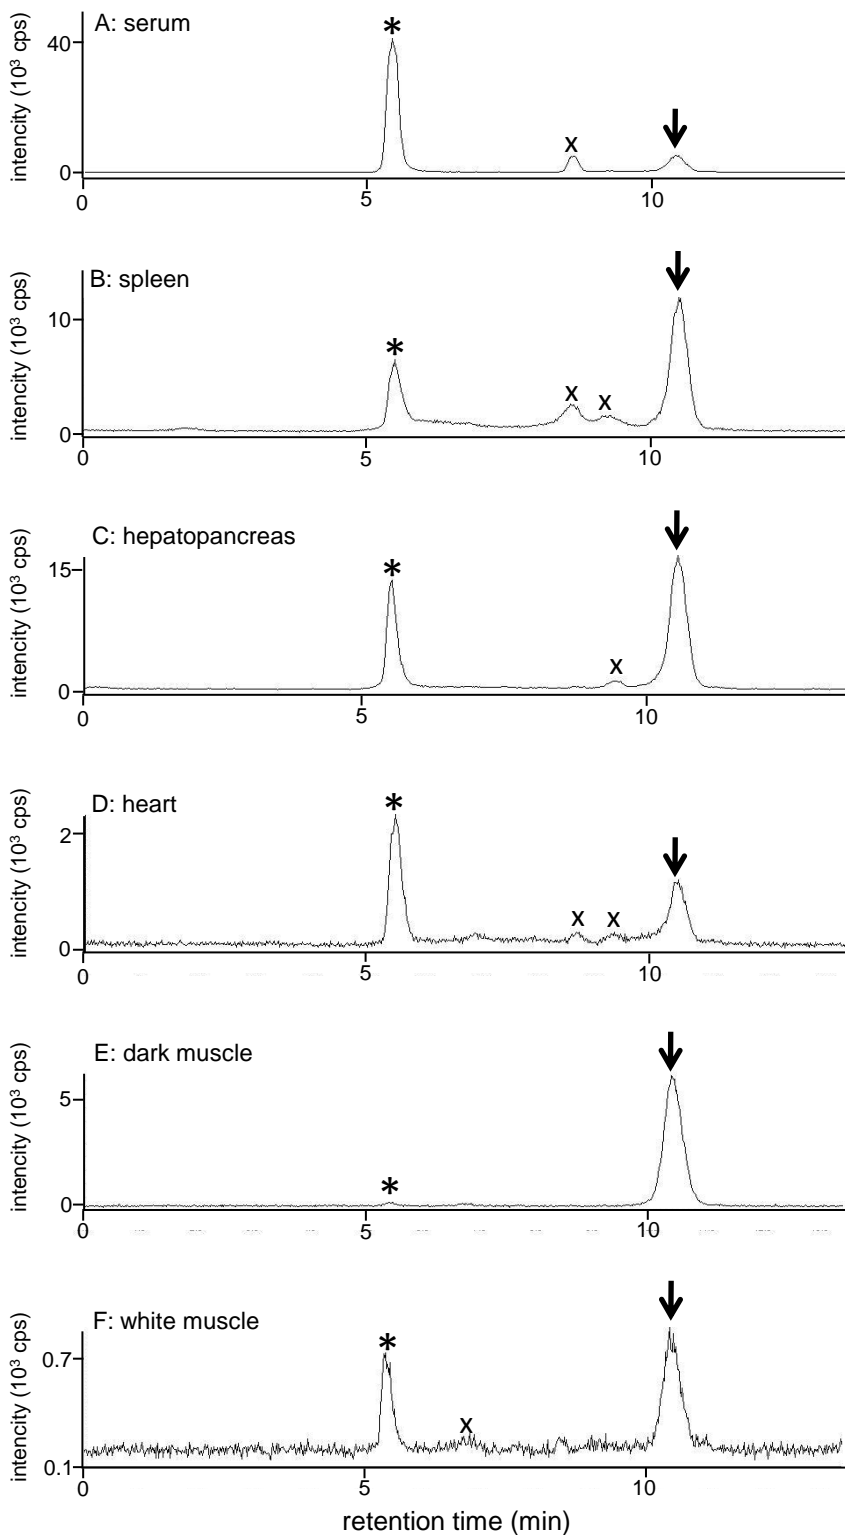 A: serum
intencity (10³ cps)
40
0
*
x
0
5
10
B: spleen
intencity (10³ cps)
10
0
*
x
x
0
5
10
C: hepatopancreas
intencity (10³ cps)
15
0
*
x
0
5
10
D: heart
intencity (10³ cps)
2
0
*
x
x
0
5
10
E: dark muscle
intencity (10³ cps)
5
0
*
0
5
10
F: white muscle
intencity (10³ cps)
0.7
0.1
*
x
0
5
10
retention time (min)